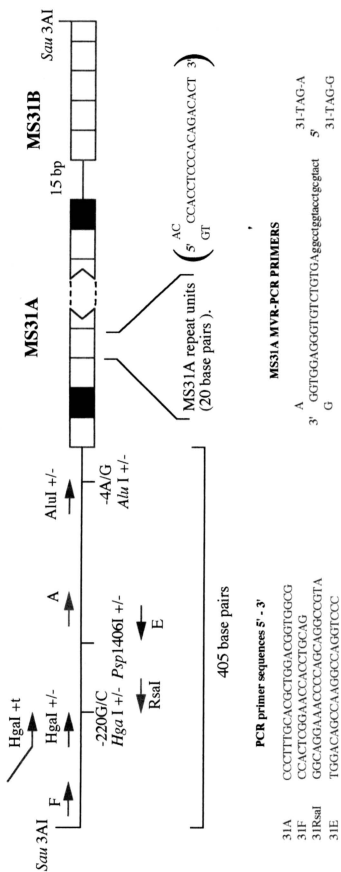 MS31A
MS31B
Sau 3AI
15 bp
Sau 3AI
HgaI +t
F
HgaI +/-
A
AluI +/-
-220G/C
Hga I +/-
Psp1406I +/-
-4A/G
Alu I +/-
RsaI
E
405 base pairs
MS31A repeat units
(20 base pairs ).
( 5' AC GT CCACCTCCCACAGACACT 3' )
PCR primer sequences 5' - 3'
31A CCCTTTGCACGCTGGACGGTGGCG
31F CCACTCGGAACCACCTGCAG
31RsaI GGCAGGAAACCCCAGCAGGCCGTA
31E TGGACAGCCAAGGCCAGGTCCC
MS31A MVR-PCR PRIMERS
A 31-TAG-A
3' GGTGGAGGGTGTCTGTGAggcctggtacctgcgtact 5'
G 31-TAG-G